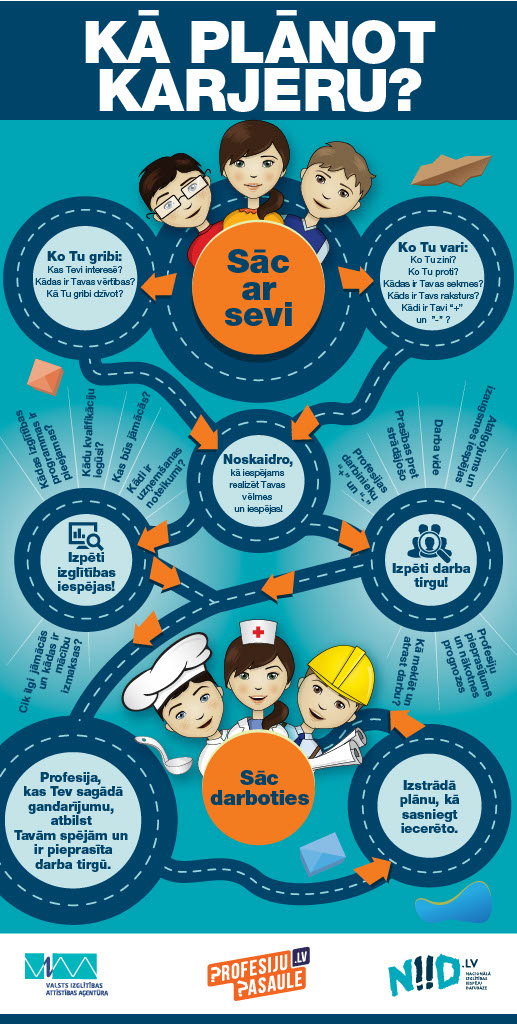 KĀ PLĀNOT
KARJERU?
Sāc
ar
sevi
Ko Tu gribi:
Kas Tevi interesē?
Kādas ir Tavas vērtības?
Kā Tu gribi dzīvot?
Ko Tu vari:
Ko Tu zini?
Ko Tu proti?
Kādas ir Tavas sekmes?
Kāds ir Tavs raksturs?
Kādi ir Tavi "+"
un "-" ?
Noskaidro,
kā iespējams
realizēt Tavas
vēlmes
un iespējas!
Kādas izglītības
programmas ir
pieejamas?
Kādu kvalifikāciju
iegūsi?
Kas būs jāmācās?
Kādi ir
uzņemšanas
noteikumi?
Profesijas
darbinieku
"+" un "-"
Prasības pret
strādājošo
Darba vide
Atalgojums un
izaugsmes iespējas
Izpēti
izglītības
iespējas!
Izpēti darba
tirgu!
Cik ilgi jāmācās
un kādas ir
mācību
izmaksas?
Kā meklēt un
atrast darbu?
Profesiju
pieprasījums
un nākotnes
prognozes
Profesija,
kas Tev sagādā
gandarījumu,
atbilst
Tavām spējām un
ir pieprasīta
darba tirgū.
Sāc
darboties
Izstrādā
plānu, kā
sasniegt
iecerēto.
VIAA
VALSTS IZGLĪTĪBAS
ATTĪSTĪBAS AĢENTŪRA
PROFESIJU
PASAULE
.LV
NIID
.LV
NACIONĀLĀ
IZGLĪTĪBAS
IESPĒJU
DATUBĀZE